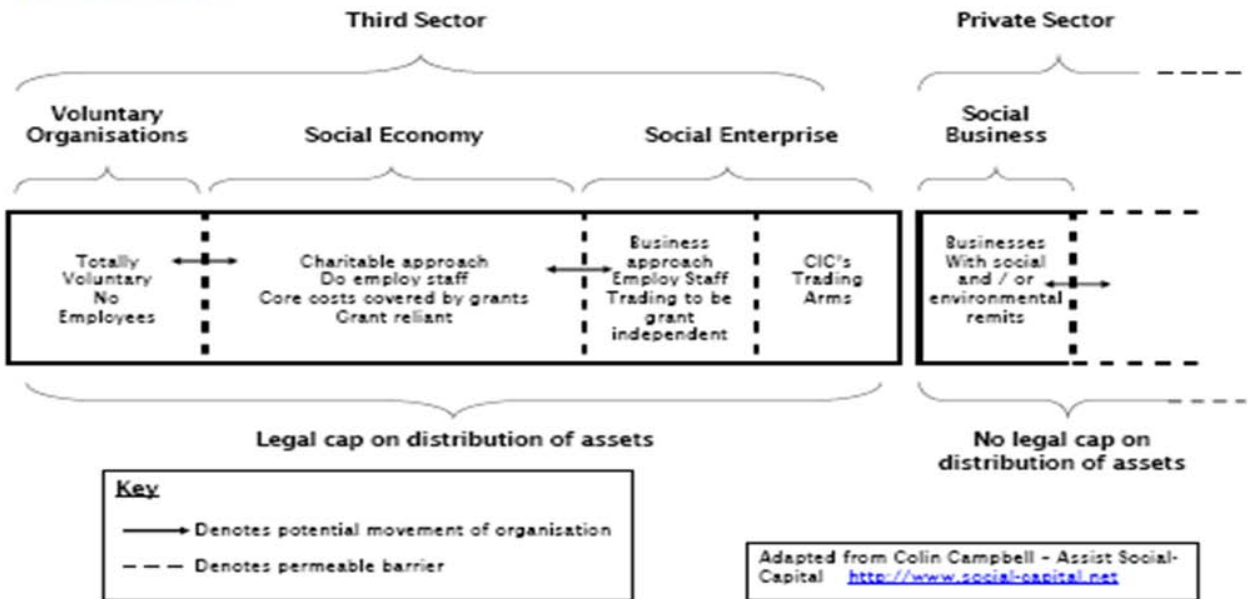 Third Sector
Private Sector
Voluntary
Organisations
Social Economy
Social Enterprise
Social
Business
Totally
Voluntary
No
Employees
Charitable approach
Do employ staff
Core costs covered by grants
Grant reliant
Business
approach
Employ Staff
Trading to be
grant
independent
CIC's
Trading
Arms
Businesses
With social
and / or
environmental
remits
Legal cap on distribution of assets
No legal cap on
distribution of assets
Key
Denotes potential movement of organisation
Denotes permeable barrier
Adapted from Colin Campbell – Assist Social-
Capital http://www.social-capital.net